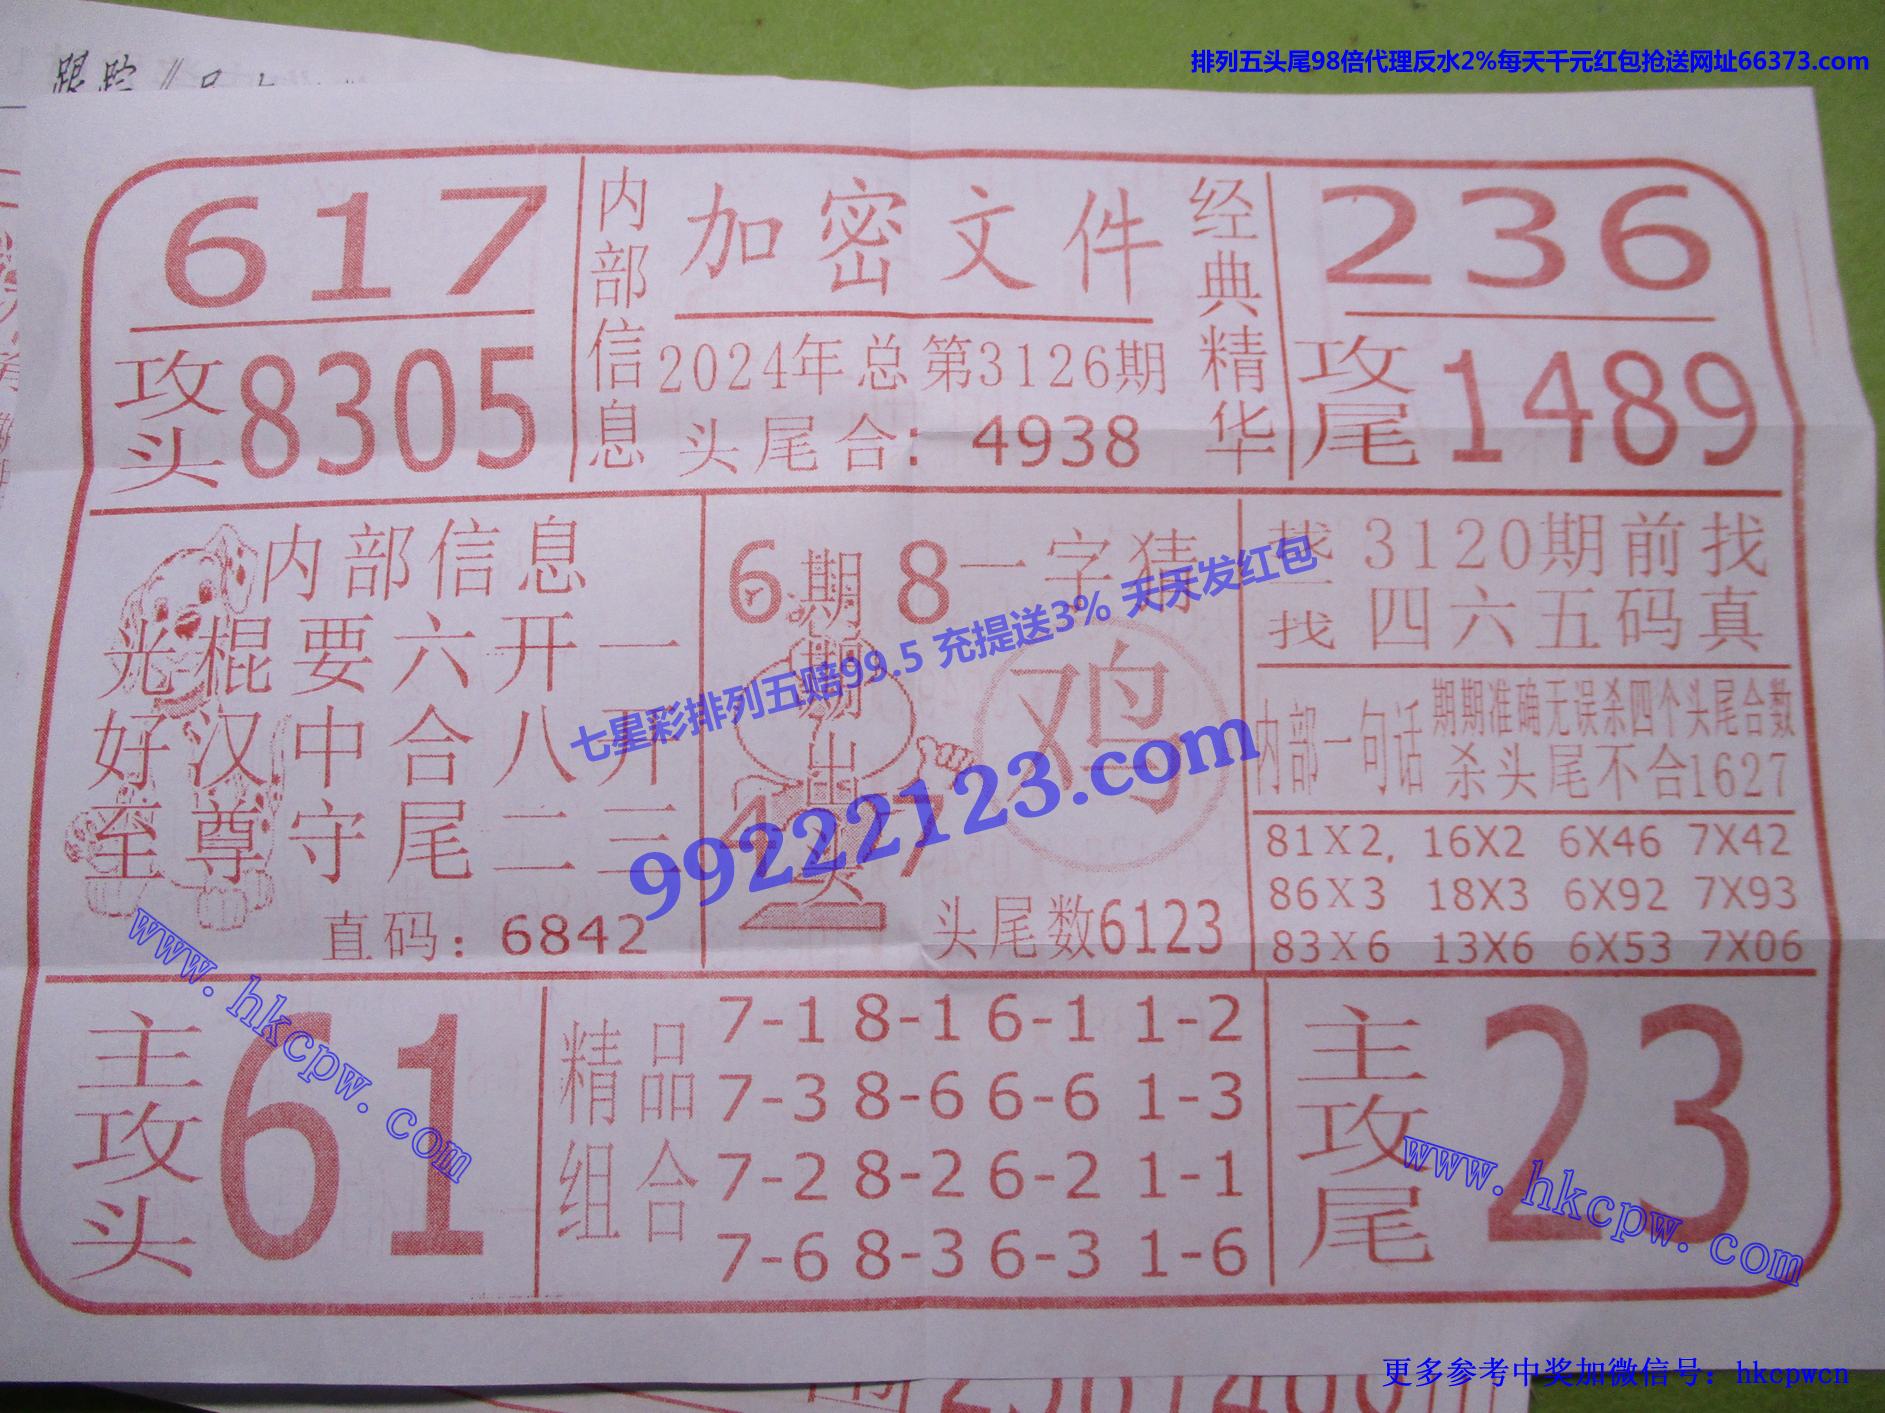 排列五头尾98倍代理反水2%每天千元红包抢送网址66373.com
跟踪
617
攻头8305
内部信息
加密文件
2024年总第3126期
头尾合：4938
经典精华
236
攻尾1489
内部信息
光棍要六开一
好汉中合八开
至尊守尾二三
直码：6842
6期8一字猜
期期出头
鸡
4 7
头尾数6123
找一找
3120期前找
四六五码真
内部一句话
期期准确无误杀四个头尾合数
杀头尾不合1627
81X2, 16X2 6X46 7X42
86X3 18X3 6X92 7X93
83X6 13X6 6X53 7X06
七星彩排列五赔99.5 充提送3% 天天发红包
99222123.com
www.hkcpw.com
主攻头
61
精品组合
7-1 8-1 6-1 1-2
7-3 8-6 6-6 1-3
7-2 8-2 6-2 1-1
7-6 8-3 6-3 1-6
主攻尾
23
www.hkcpw.com
更多参考中奖加微信号：hkcpwcn